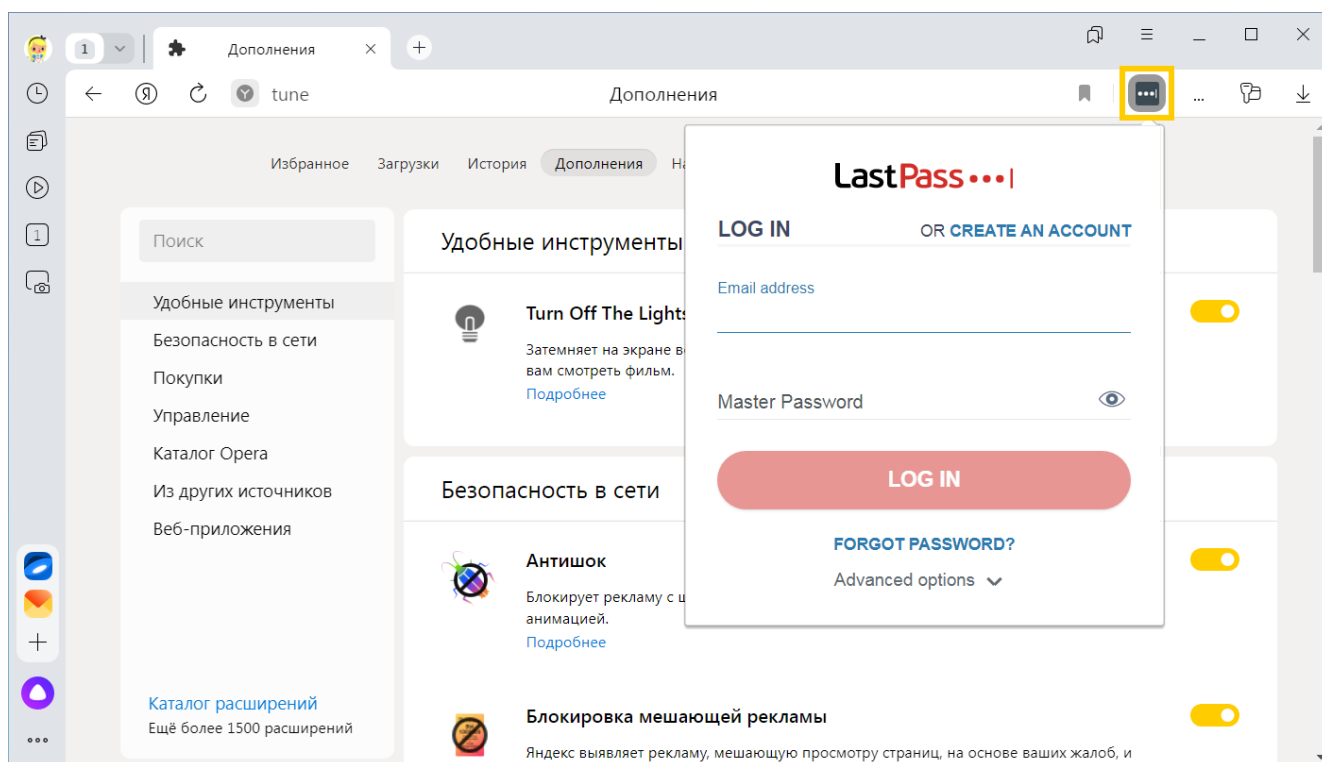 1
Дополнения
tune
Дополнения
...
1
Избранное Загрузки История Дополнения
LastPass
LOG IN
OR CREATE AN ACCOUNT
Email address
Master Password
LOG IN
FORGOT PASSWORD?
Advanced options
Поиск
Удобные инструменты
Безопасность в сети
Покупки
Управление
Каталог Opera
Из других источников
Веб-приложения
Каталог расширений
Ещё более 1500 расширений
Удобные инструменты
Turn Off The Lights
Затемняет на экране
вам смотреть фильм.
Подробнее
Безопасность в сети
Антишок
Блокирует рекламу с
анимацией.
Подробнее
Блокировка мешающей рекламы
Яндекс выявляет рекламу, мешающую просмотру страниц, на основе ваших жалоб, и